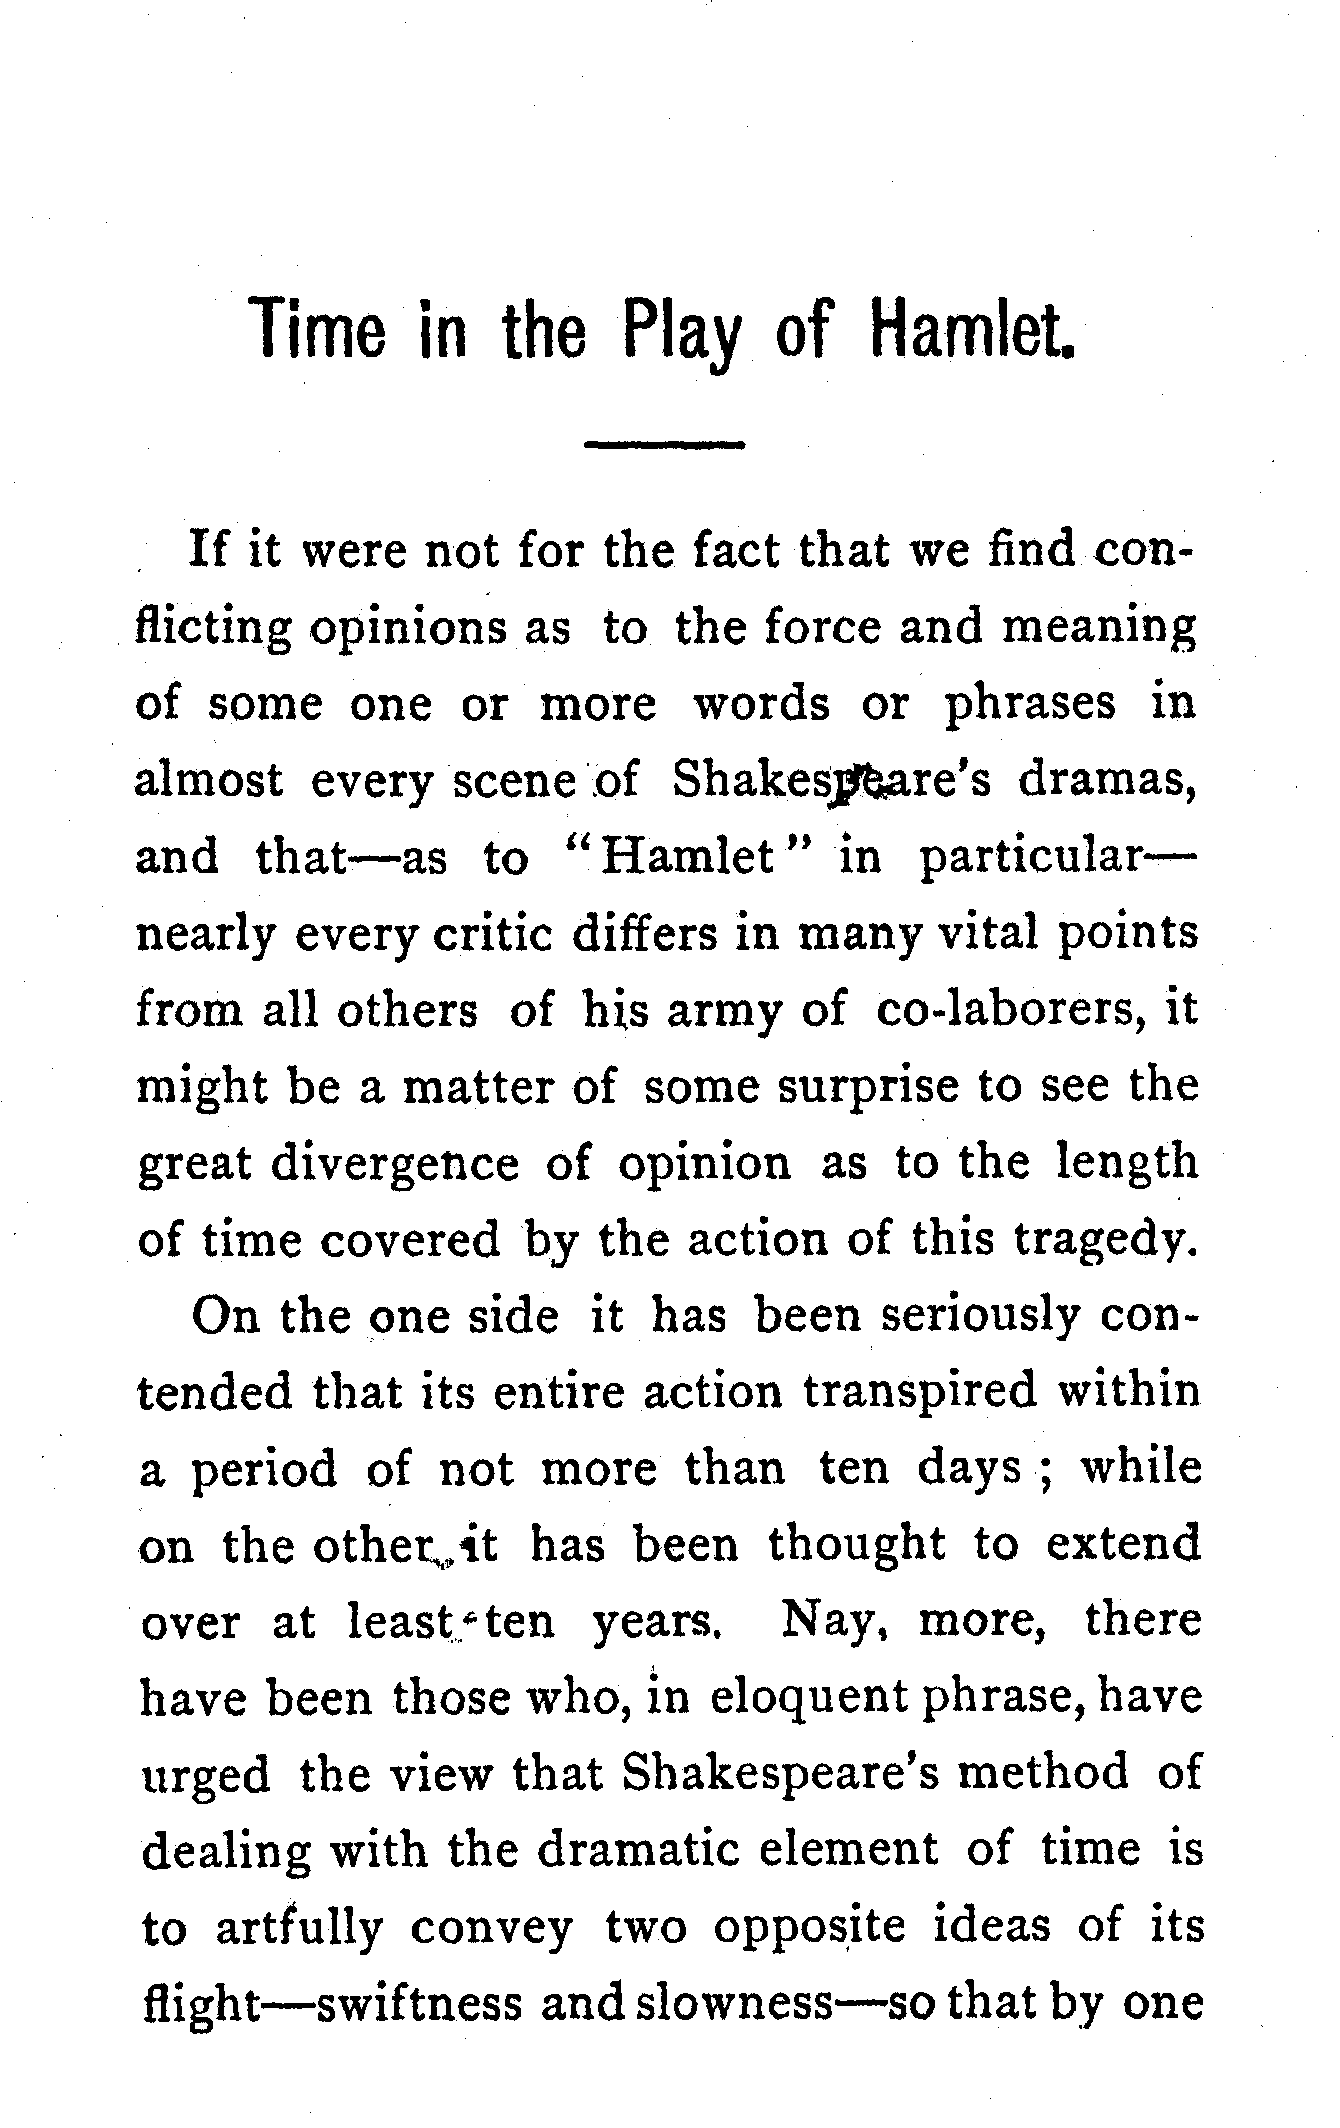 Time in the Play of Hamlet.
If it were not for the fact that we find con-
flicting opinions as to the force and meaning
of some one or more words or phrases in
almost every scene of Shakespeare's dramas,
and that—as to "Hamlet" in particular—
nearly every critic differs in many vital points
from all others of his army of co-laborers, it
might be a matter of some surprise to see the
great divergence of opinion as to the length
of time covered by the action of this tragedy.
On the one side it has been seriously con-
tended that its entire action transpired within
a period of not more than ten days ; while
on the other, it has been thought to extend
over at least ten years. Nay, more, there
have been those who, in eloquent phrase, have
urged the view that Shakespeare's method of
dealing with the dramatic element of time is
to artfully convey two opposite ideas of its
flight—swiftness and slowness—so that by one